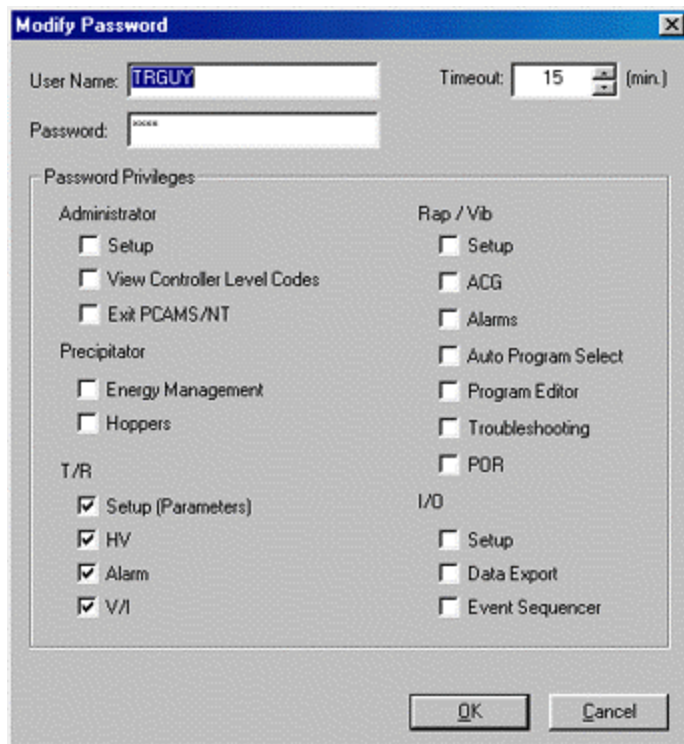 Modify Password
User Name: TRGUY
Timeout: 15 (min.)
Password: ****
Password Privileges
Administrator
Setup
View Controller Level Codes
Exit PCAMS/NT
Precipitator
Energy Management
Hoppers
T/R
Setup (Parameters)
HV
Alarm
V/I
Rap / Vib
Setup
ACG
Alarms
Auto Program Select
Program Editor
Troubleshooting
POR
I/O
Setup
Data Export
Event Sequencer
OK
Cancel